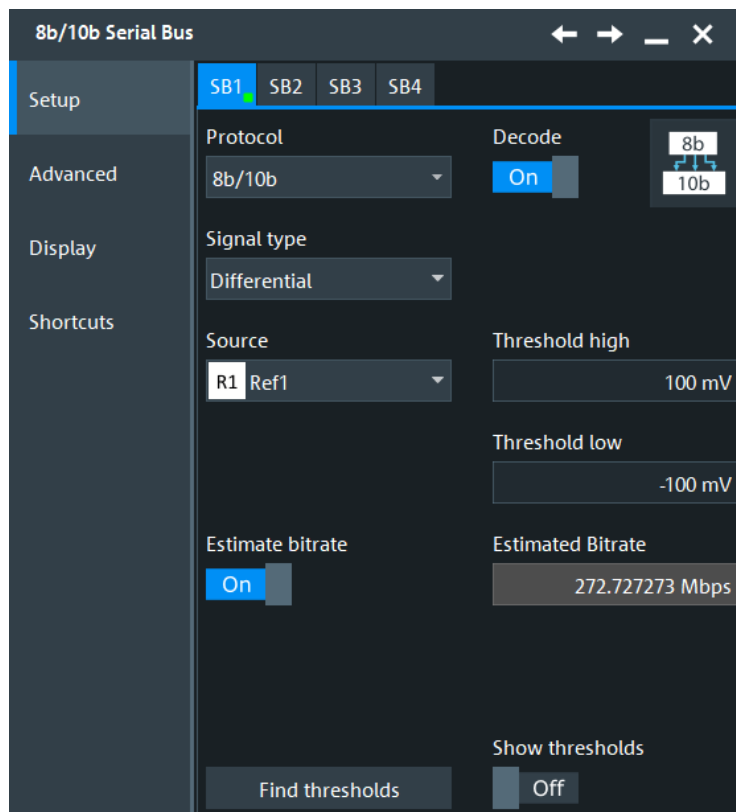 8b/10b Serial Bus
Setup
Advanced
Display
Shortcuts
SB1 SB2 SB3 SB4
Protocol
8b/10b
Decode
On
8b
10b
Signal type
Differential
Source
R1 Ref1
Threshold high
100 mV
Threshold low
-100 mV
Estimate bitrate
On
Estimated Bitrate
272.727273 Mbps
Find thresholds
Show thresholds
Off